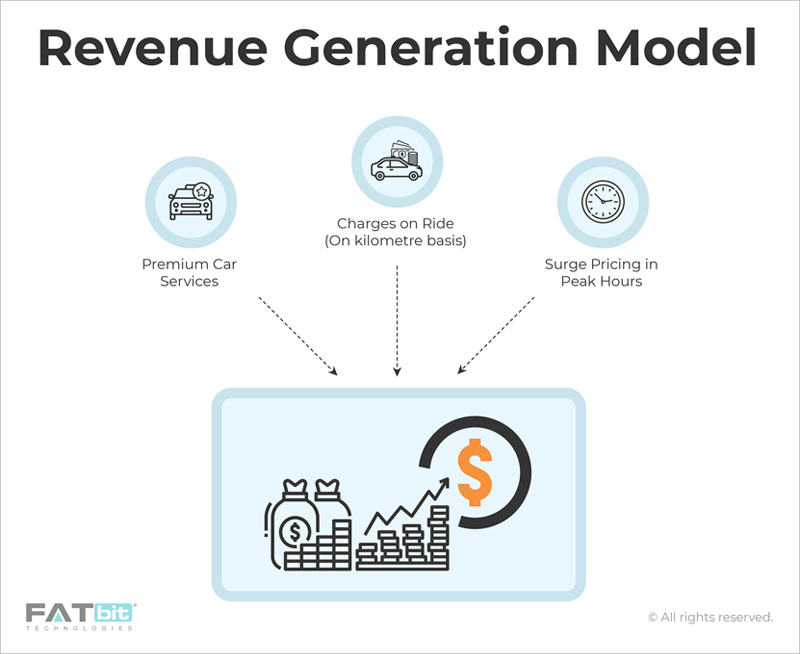 Revenue Generation Model
Charges on Ride
(On kilometre basis)
Premium Car
Services
Surge Pricing in
Peak Hours
$
$
FATbit®
TECHNOLOGIES
© All rights reserved.